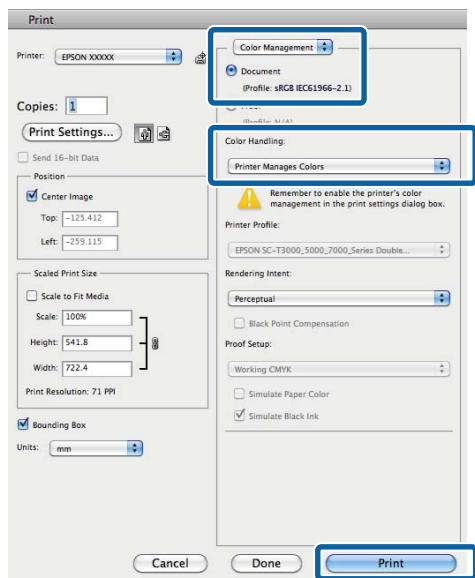 Print
Printer: EPSON XXXXX
Copies: 1
Print Settings...
Send 16-bit Data
Position
Center Image
Top: -125.412
Left: -259.115
Scaled Print Size
Scale to Fit Media
Scale: 100%
Height: 541.8
Width: 722.4
Print Resolution: 71 PPI
Bounding Box
Units: mm
Color Management
Document
(Profile: sRGB IEC61966-2.1)
(Profile: N/A)
Color Handling:
Printer Manages Colors
Remember to enable the printer's color
management in the print settings dialog box.
Printer Profile:
EPSON SC-T3000_5000_7000_Series Double...
Rendering Intent:
Perceptual
Black Point Compensation
Proof Setup:
Working CMYK
Simulate Paper Color
Simulate Black Ink
Cancel
Done
Print